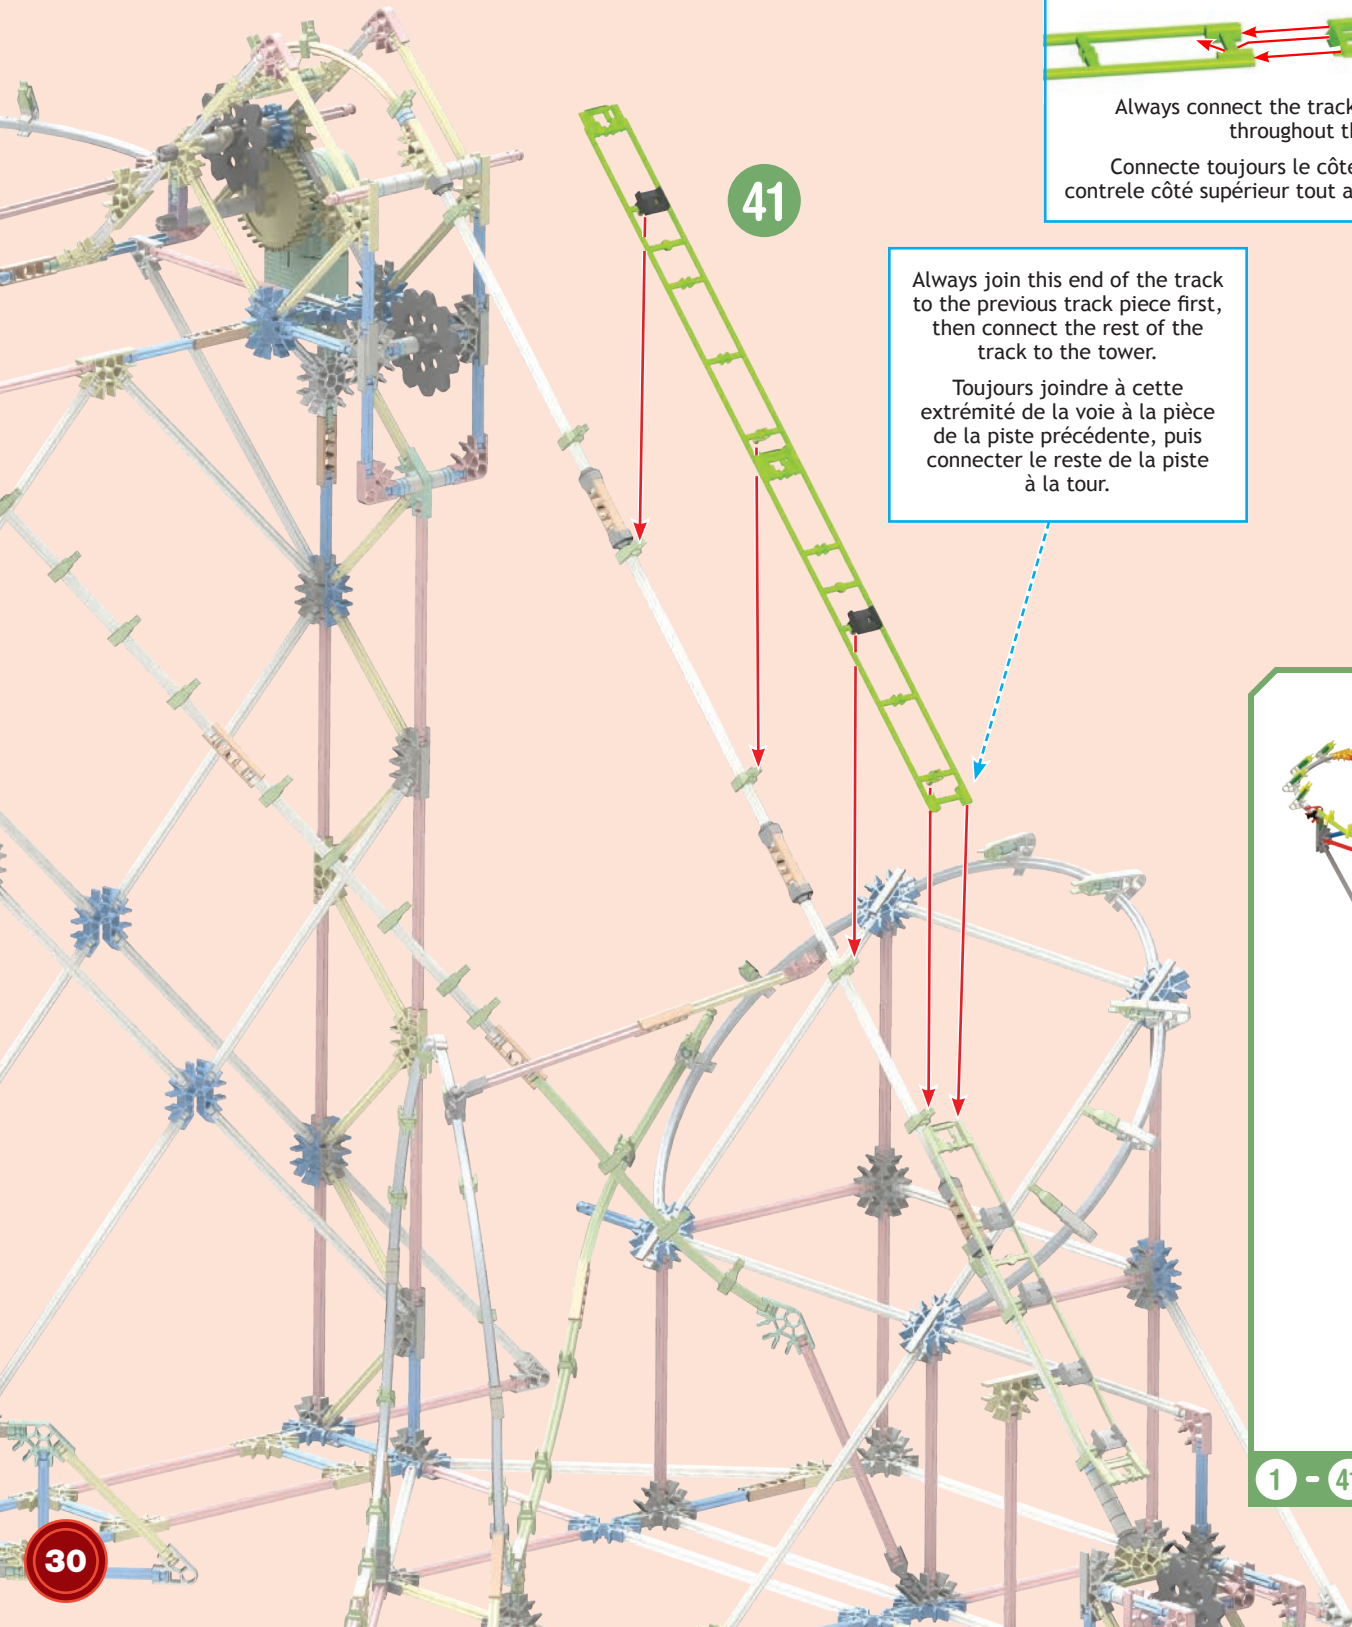 Always connect the track
throughout
Connecte toujours le côté
contrele côté supérieur tout
41
Always join this end of the track
to the previous track piece first,
then connect the rest of the
track to the tower.
Toujours joindre à cette
extrémité de la voie à la pièce
de la piste précédente, puis
connecter le reste de la piste
à la tour.
1 - 41
30